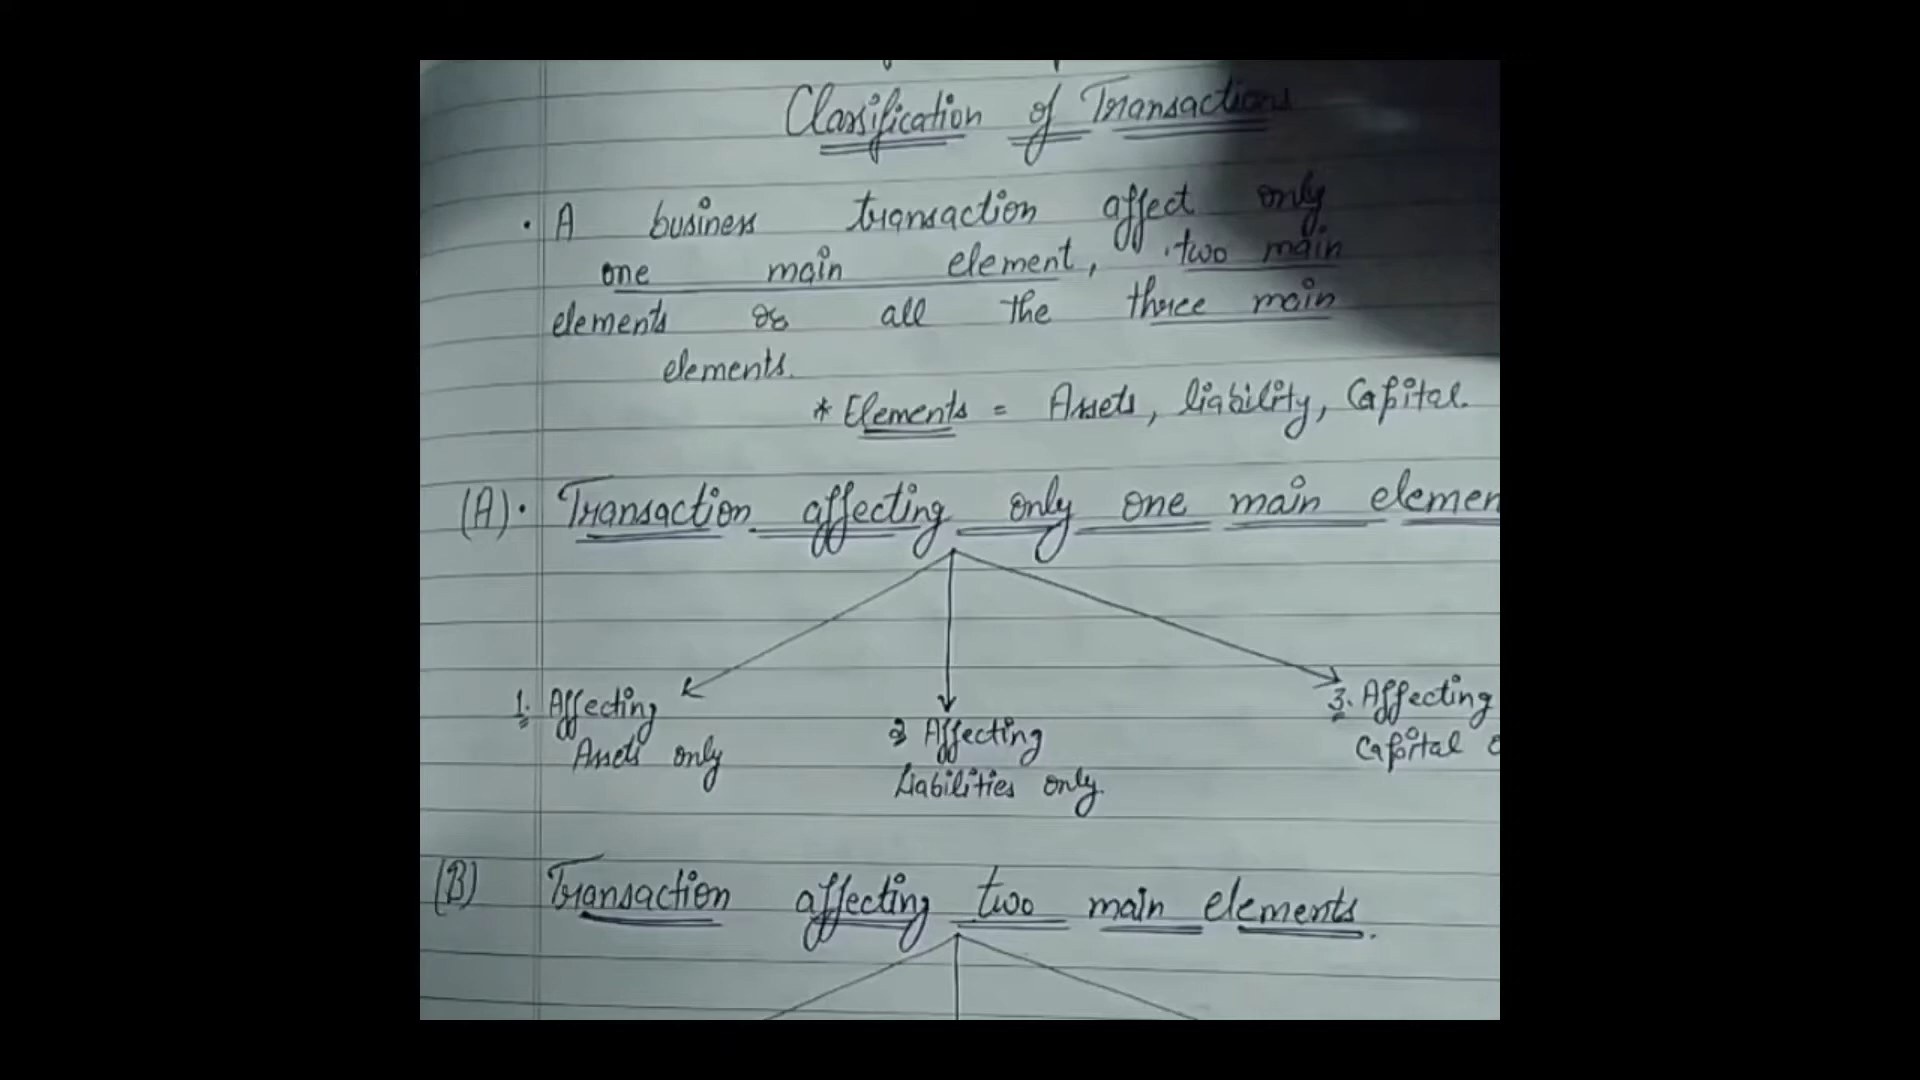 Classification of Transactions
• A business transaction affect only
one main element, two main
elements or all the three main
elements.
* Elements = Assets, liability, Capital.
(A). Transaction affecting only one main elemen
1. Affecting
Assets only
2 Affecting
Liabilities only.
3. Affecting
Capital
(B) Transaction affecting two main elements.